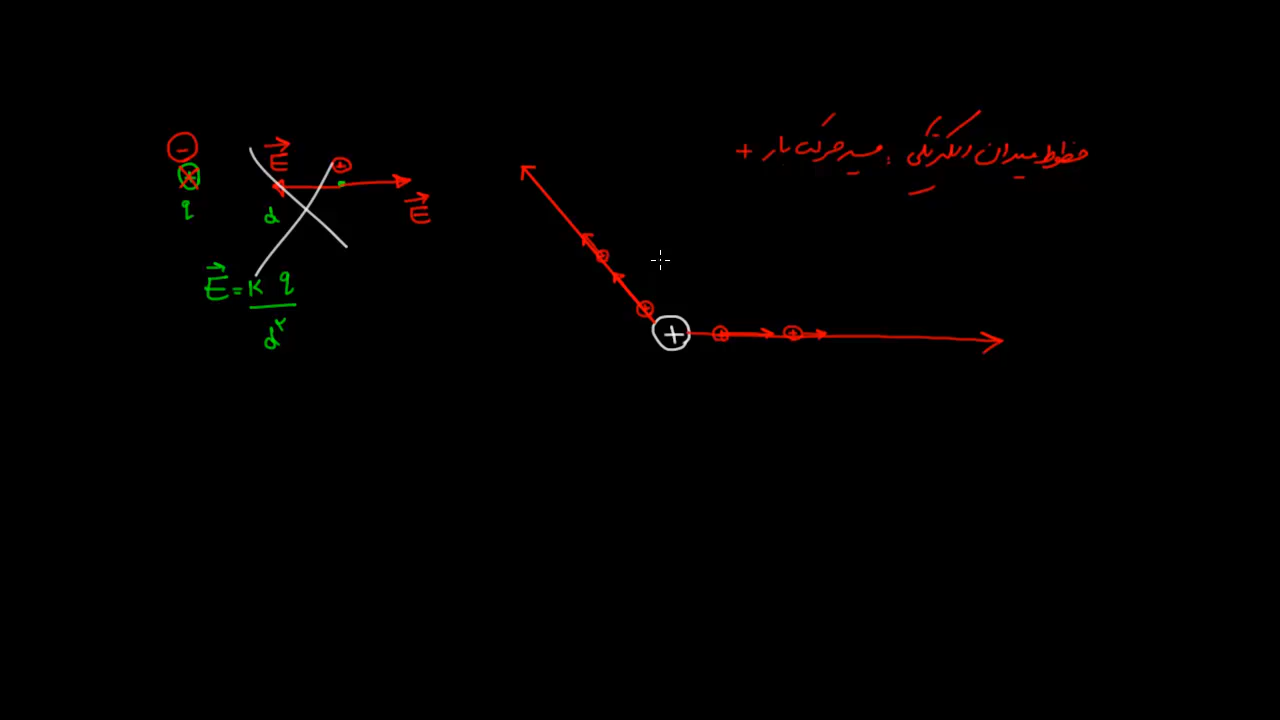 خطوط میدان الکتریکی : مسیر حرکت بار +
−
+
E
+
E
q
d
E = K q / d²
+
+
+
+
+